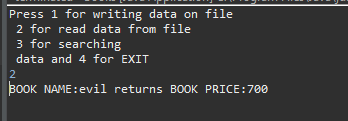 Press 1 for writing data on file
2 for read data from file
3 for searching
data and 4 for EXIT
2
BOOK NAME:evil returns BOOK PRICE:700